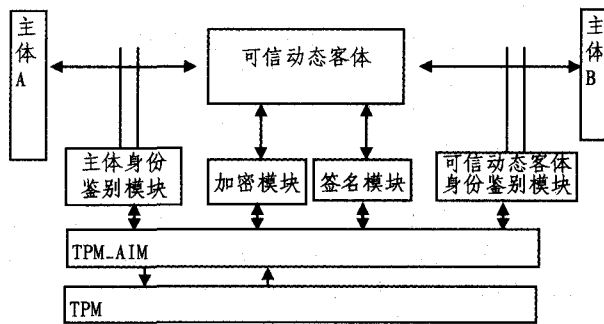 主
体
A
可信动态客体
主
体
B
主体身份
鉴别模块
加密模块
签名模块
可信动态客体
身份鉴别模块
TPM_AIM
TPM